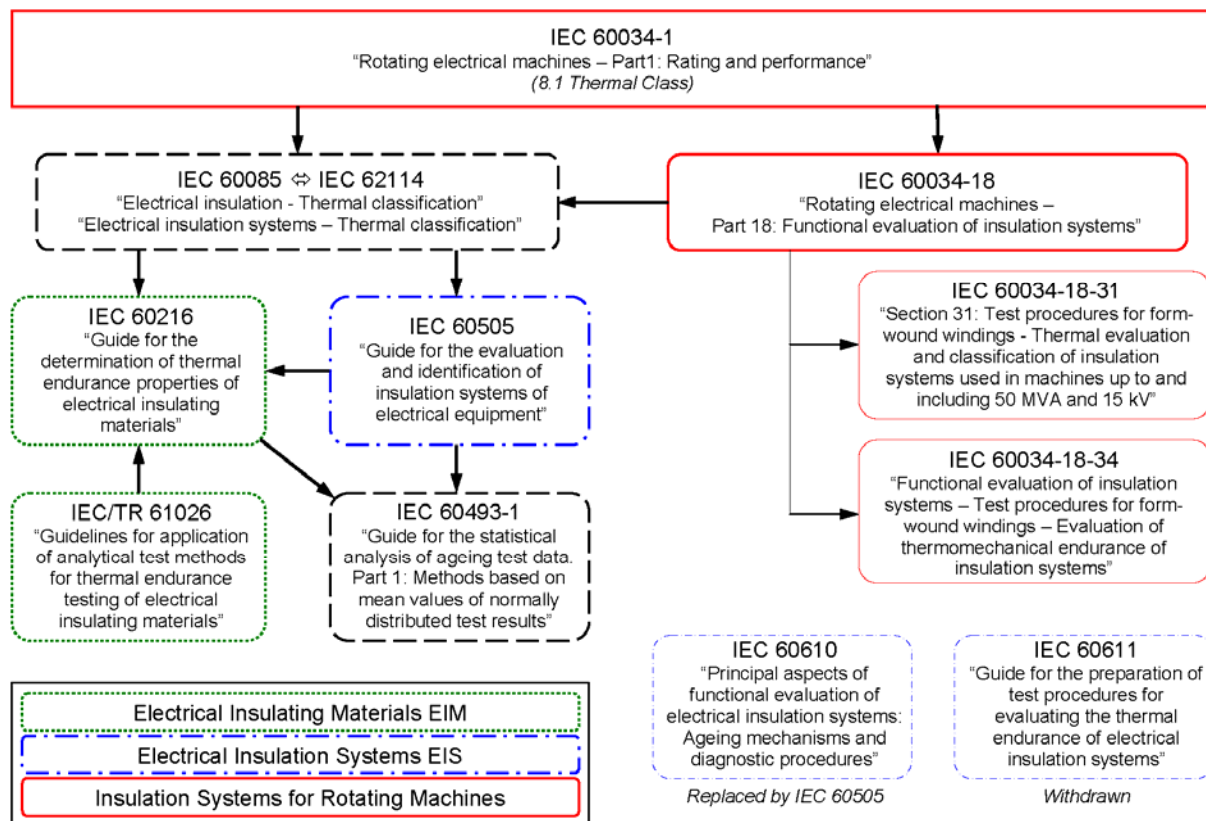 IEC 60034-1
“Rotating electrical machines – Part1: Rating and performance”
(8.1 Thermal Class)
IEC 60085 ⇔ IEC 62114
“Electrical insulation - Thermal classification”
“Electrical insulation systems – Thermal classification”
IEC 60034-18
“Rotating electrical machines –
Part 18: Functional evaluation of insulation systems”
IEC 60216
“Guide for the
determination of thermal
endurance properties of
electrical insulating
materials”
IEC 60505
“Guide for the evaluation
and identification of
insulation systems of
electrical equipment”
IEC 60034-18-31
“Section 31: Test procedures for form-
wound windings - Thermal evaluation
and classification of insulation
systems used in machines up to and
including 50 MVA and 15 kV”
IEC/TR 61026
“Guidelines for application
of analytical test methods
for thermal endurance
testing of electrical
insulating materials”
IEC 60493-1
“Guide for the statistical
analysis of ageing test data.
Part 1: Methods based on
mean values of normally
distributed test results”
IEC 60034-18-34
“Functional evaluation of insulation
systems – Test procedures for form-
wound windings – Evaluation of
thermomechanical endurance of
insulation systems”
IEC 60610
“Principal aspects of
functional evaluation of
electrical insulation systems:
Ageing mechanisms and
diagnostic procedures”
Replaced by IEC 60505
IEC 60611
“Guide for the preparation of
test procedures for
evaluating the thermal
endurance of electrical
insulation systems”
Withdrawn
Electrical Insulating Materials EIM
Electrical Insulation Systems EIS
Insulation Systems for Rotating Machines